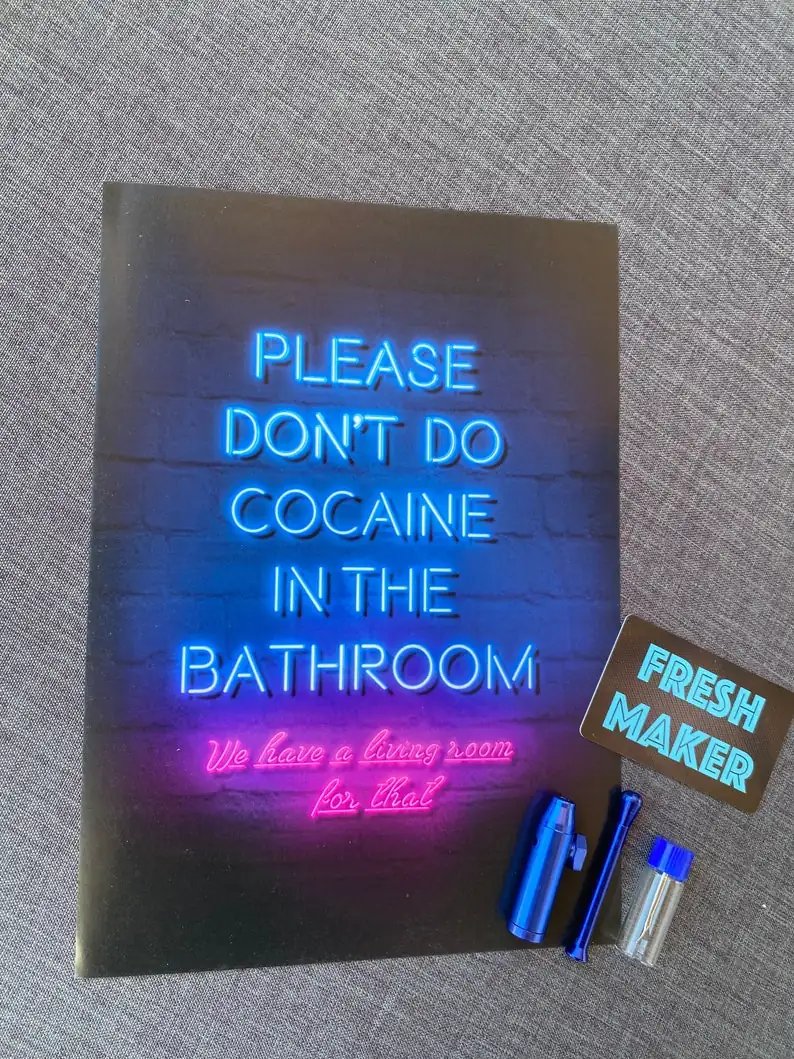 PLEASE
DON'T DO
COCAINE
IN THE
BATHROOM
We have a living room
for that
FRESH
MAKER